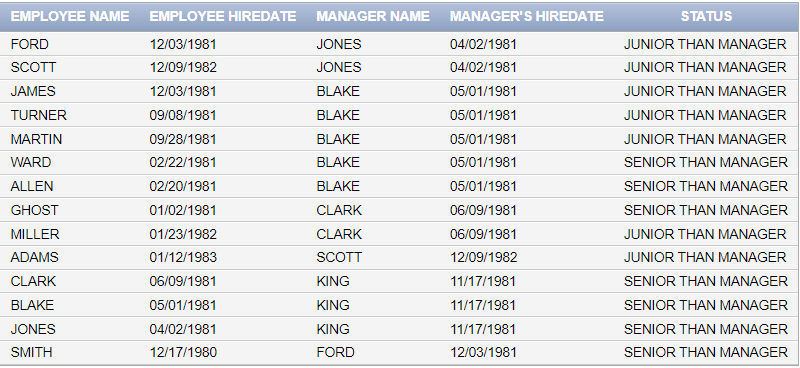 EMPLOYEE NAME EMPLOYEE HIREDATE MANAGER NAME MANAGER'S HIREDATE STATUS
FORD 12/03/1981 JONES 04/02/1981 JUNIOR THAN MANAGER
SCOTT 12/09/1982 JONES 04/02/1981 JUNIOR THAN MANAGER
JAMES 12/03/1981 BLAKE 05/01/1981 JUNIOR THAN MANAGER
TURNER 09/08/1981 BLAKE 05/01/1981 JUNIOR THAN MANAGER
MARTIN 09/28/1981 BLAKE 05/01/1981 JUNIOR THAN MANAGER
WARD 02/22/1981 BLAKE 05/01/1981 SENIOR THAN MANAGER
ALLEN 02/20/1981 BLAKE 05/01/1981 SENIOR THAN MANAGER
GHOST 01/02/1981 CLARK 06/09/1981 SENIOR THAN MANAGER
MILLER 01/23/1982 CLARK 06/09/1981 JUNIOR THAN MANAGER
ADAMS 01/12/1983 SCOTT 12/09/1982 JUNIOR THAN MANAGER
CLARK 06/09/1981 KING 11/17/1981 SENIOR THAN MANAGER
BLAKE 05/01/1981 KING 11/17/1981 SENIOR THAN MANAGER
JONES 04/02/1981 KING 11/17/1981 SENIOR THAN MANAGER
SMITH 12/17/1980 FORD 12/03/1981 SENIOR THAN MANAGER